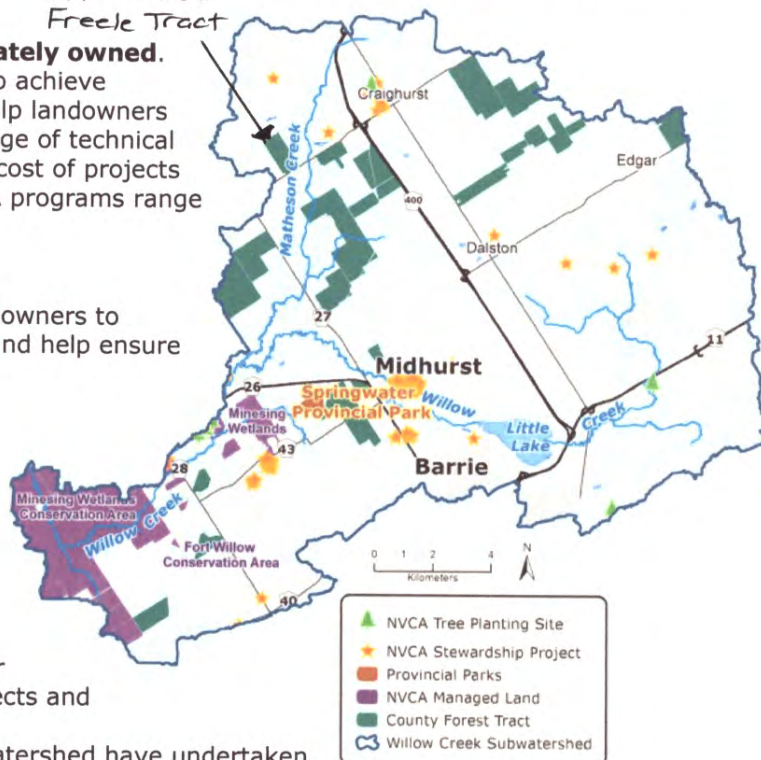 Freele Tract
ately owned.
o achieve
lp landowners
ge of technical
cost of projects
programs range
owners to
nd help ensure
ects and
atershed have undertaken
Craighurst
Edgar
Matheson Creek
400
Dalston
27
11
Midhurst
26
Springwater
Provincial Park
Willow
Creek
Minesing
Wetlands
Little
Lake
43
Barrie
28
Minesing Wetlands
Conservation Area
Willow Creek
Fort Willow
Conservation Area
40
0 1 2 4
Kilometers
N
NVCA Tree Planting Site
NVCA Stewardship Project
Provincial Parks
NVCA Managed Land
County Forest Tract
Willow Creek Subwatershed